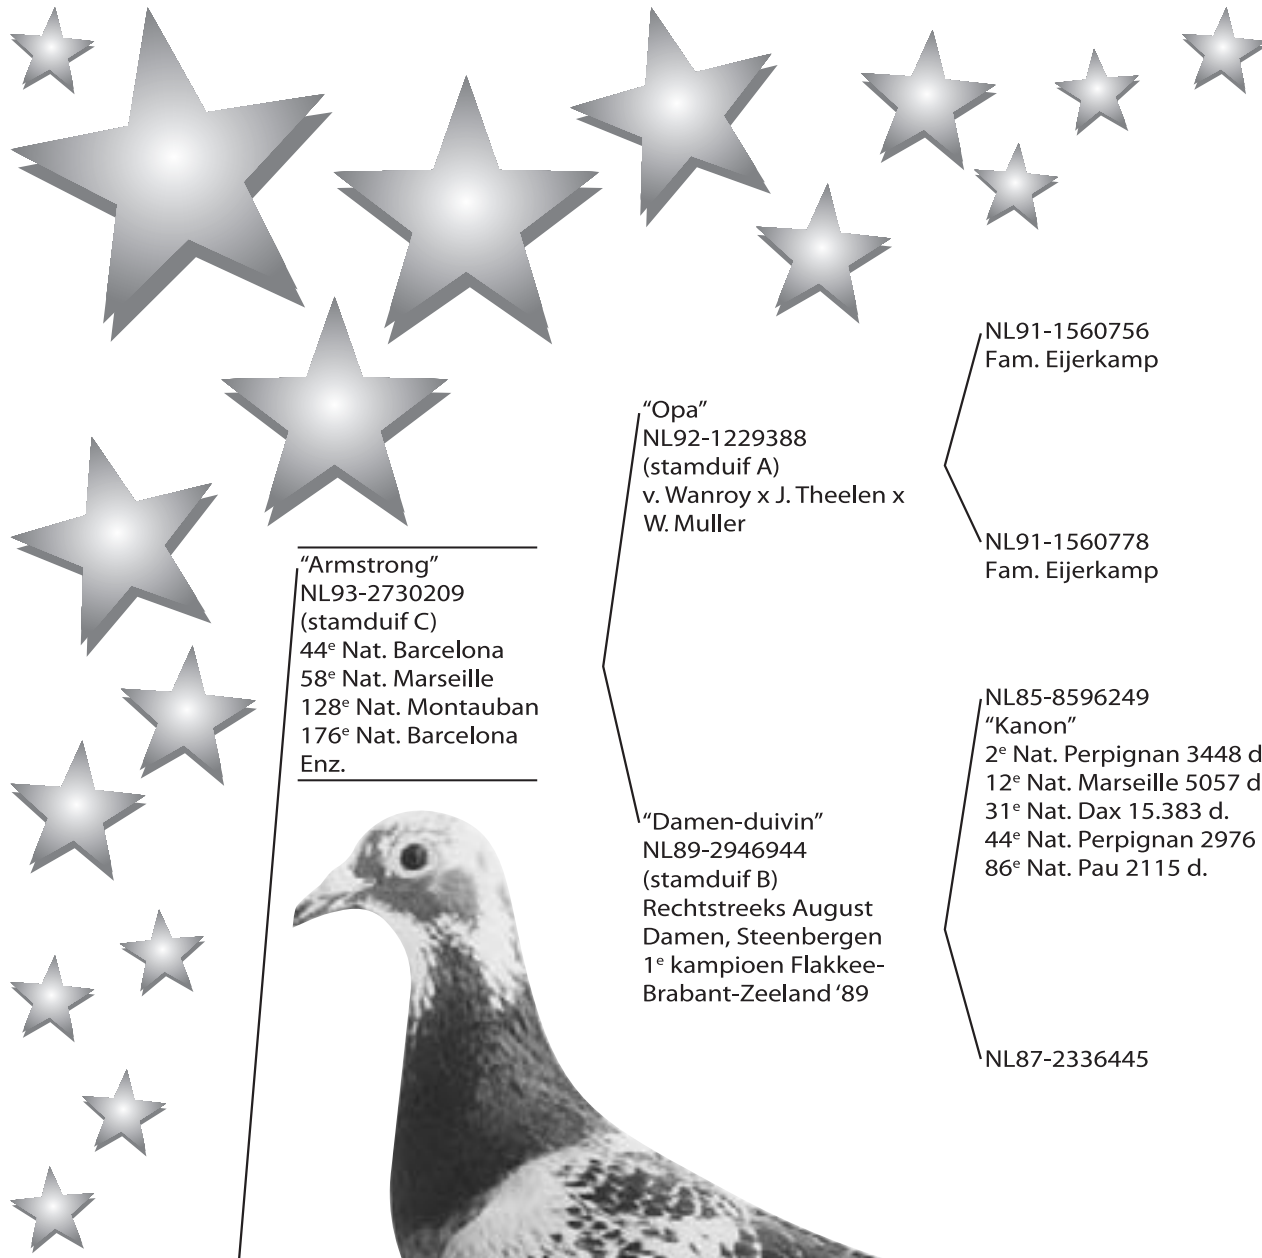 NL91-1560756
Fam. Eijerkamp
"Opa"
NL92-1229388
(stamduif A)
v. Wanroy x J. Theelen x
W. Muller
NL91-1560778
Fam. Eijerkamp
"Armstrong"
NL93-2730209
(stamduif C)
44e Nat. Barcelona
58e Nat. Marseille
128e Nat. Montauban
176e Nat. Barcelona
Enz.
NL85-8596249
"Kanon"
2e Nat. Perpignan 3448 d
12e Nat. Marseille 5057 d
31e Nat. Dax 15.383 d.
44e Nat. Perpignan 2976
86e Nat. Pau 2115 d.
"Damen-duivin"
NL89-2946944
(stamduif B)
Rechtstreeks August
Damen, Steenbergen
1e kampioen Flakkee-
Brabant-Zeeland '89
NL87-2336445